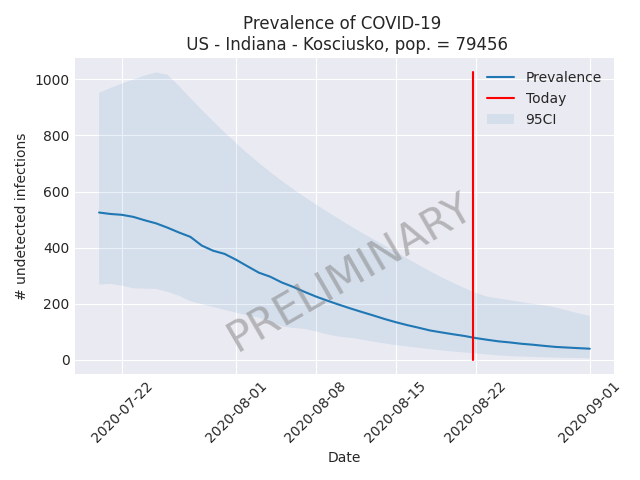 Prevalence of COVID-19
US - Indiana - Kosciusko, pop. = 79456
# undetected infections
1000
800
600
400
200
0
Prevalence
Today
95CI
PRELIMINARY
2020-07-22
2020-08-01
2020-08-08
2020-08-15
2020-08-22
2020-09-01
Date